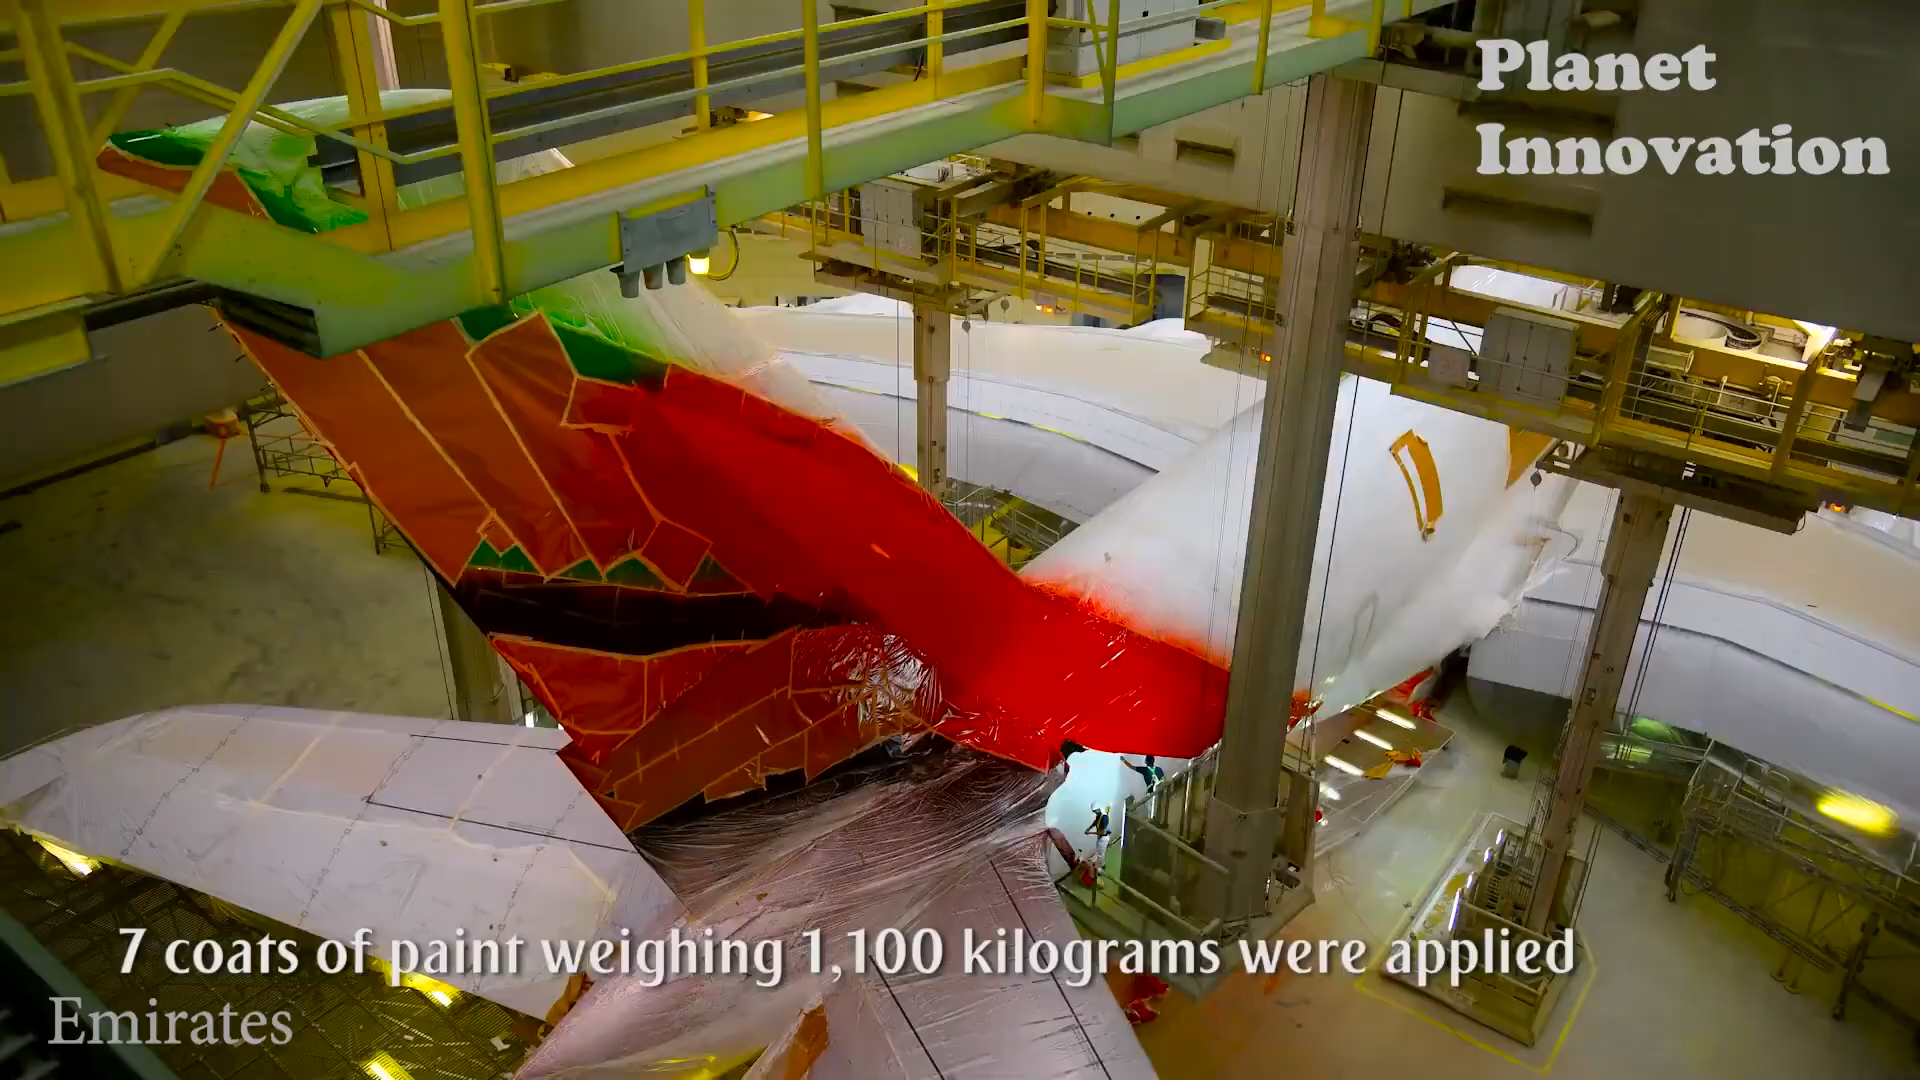 Planet
Innovation
7 coats of paint weighing 1,100 kilograms were applied
Emirates